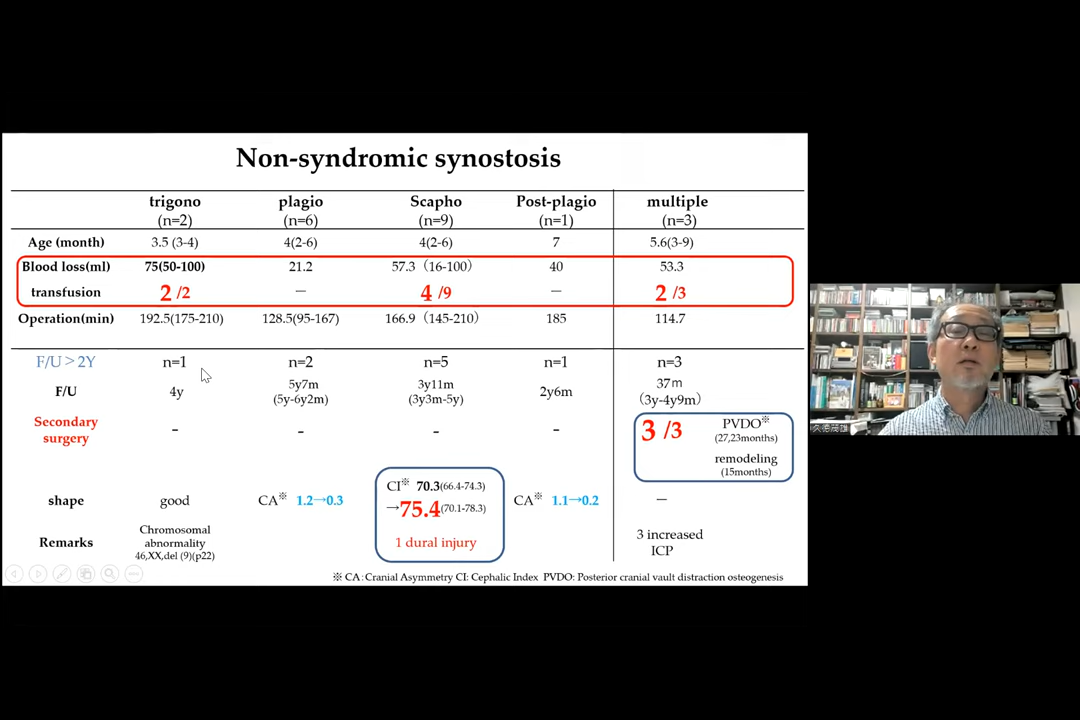 Non-syndromic synostosis
trigono plagio Scapho Post-plagio multiple
(n=2) (n=6) (n=9) (n=1) (n=3)
Age (month) 3.5 (3-4) 4(2-6) 4(2-6) 7 5.6(3-9)
Blood loss(ml) 75(50-100) 21.2 57.3（16-100） 40 53.3
transfusion 2 /2 － 4 /9 － 2 /3
Operation(min) 192.5(175-210) 128.5(95-167) 166.9（145-210) 185 114.7
F/U > 2Y n=1 n=2 n=5 n=1 n=3
F/U 4y 5y7m (5y-6y2m) 3y11m (3y3m-5y) 2y6m 37m （3y-4y9m）
Secondary surgery - - - - 3 /3 PVDO※ (27,23months)
remodeling (15months)
shape good CA※ 1.2→0.3 CI※ 70.3(66.4-74.3) →75.4(70.1-78.3) CA※ 1.1→0.2 －
Remarks Chromosomal abnormality 46,XX,del (9)(p22) 1 dural injury 3 increased ICP
※ CA : Cranial Asymmetry CI: Cephalic Index PVDO: Posterior cranial vault distraction osteogenesis
久徳茂雄